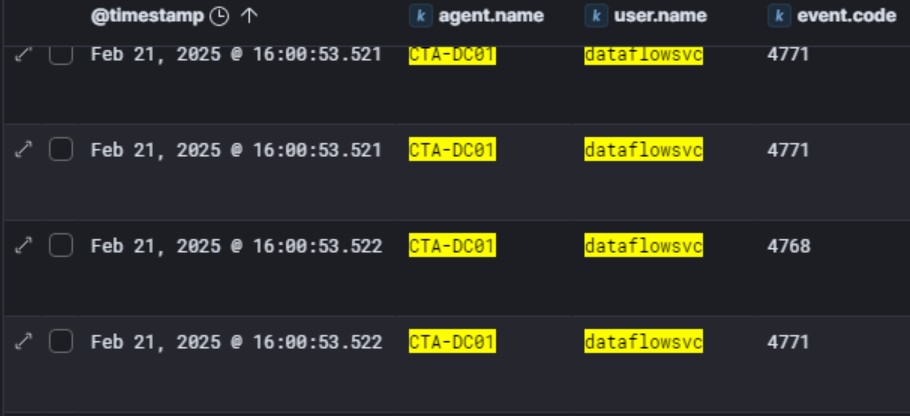 @timestamp k agent.name k user.name k event.code
Feb 21, 2025 @ 16:00:53.521 CTA-DC01 dataflowsvc 4771
Feb 21, 2025 @ 16:00:53.521 CTA-DC01 dataflowsvc 4771
Feb 21, 2025 @ 16:00:53.522 CTA-DC01 dataflowsvc 4768
Feb 21, 2025 @ 16:00:53.522 CTA-DC01 dataflowsvc 4771